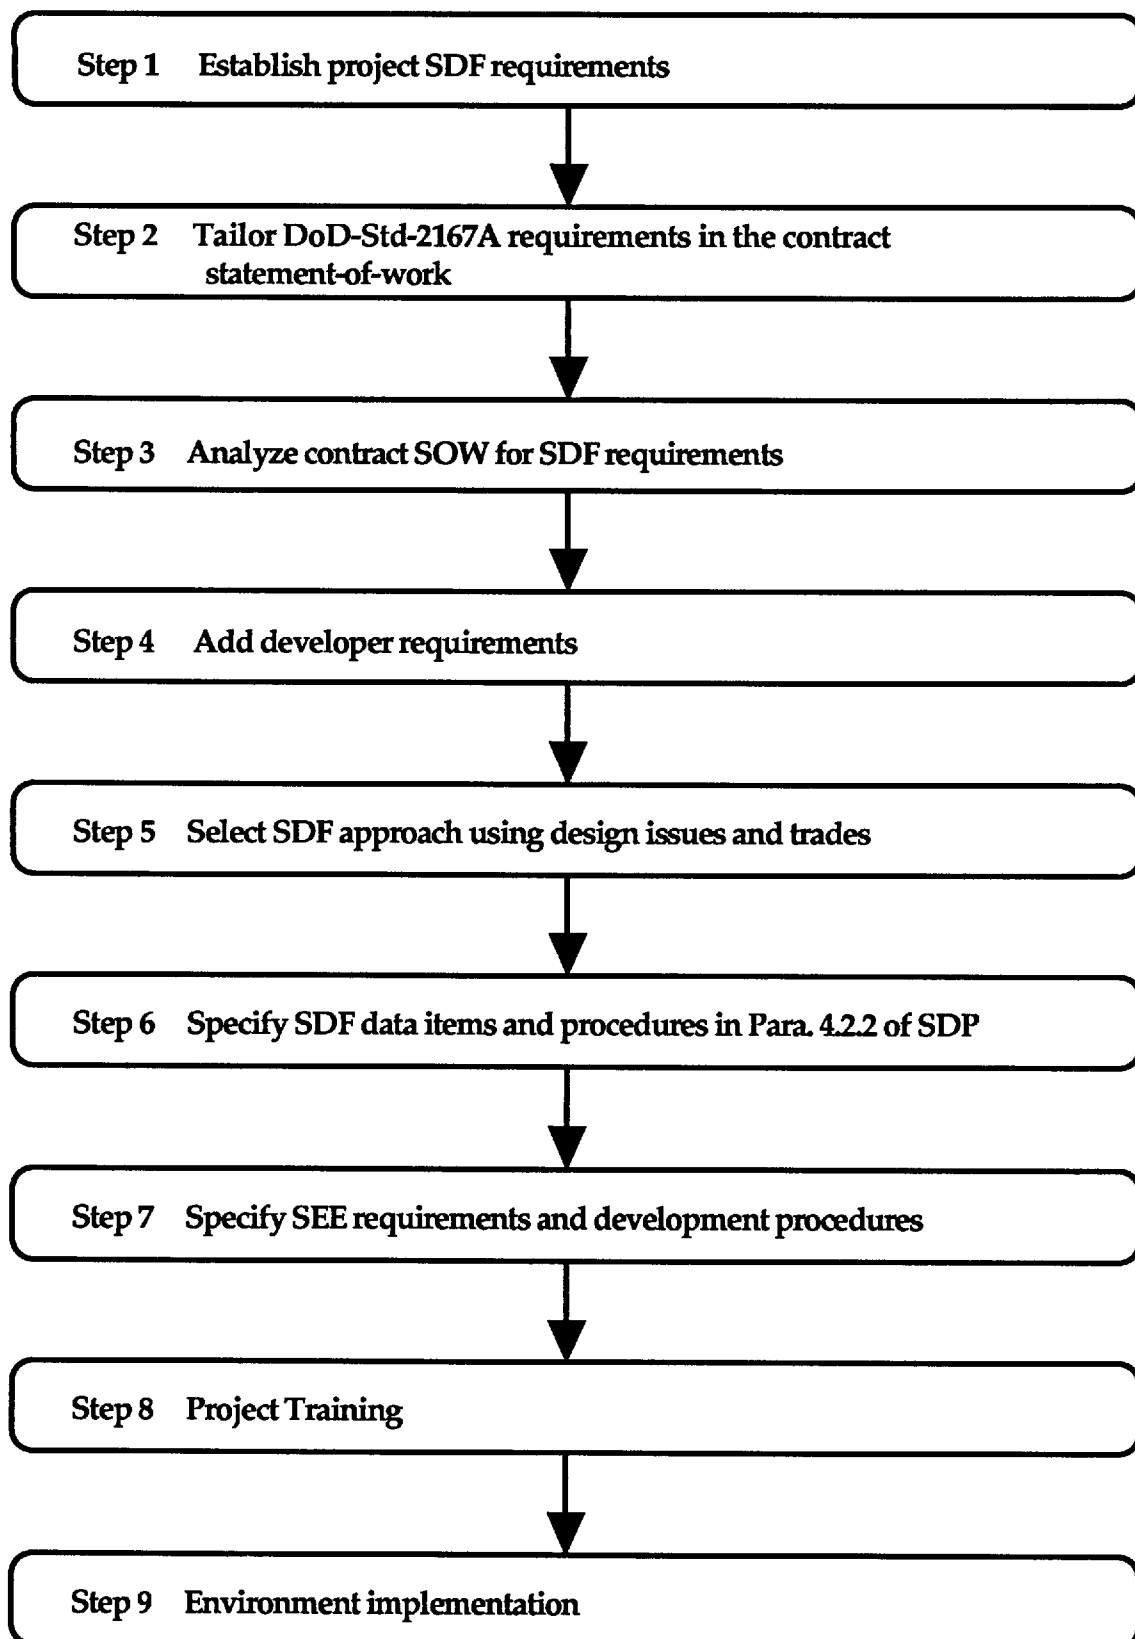 Step 1 Establish project SDF requirements
Step 2 Tailor DoD-Std-2167A requirements in the contract
statement-of-work
Step 3 Analyze contract SOW for SDF requirements
Step 4 Add developer requirements
Step 5 Select SDF approach using design issues and trades
Step 6 Specify SDF data items and procedures in Para. 4.2.2 of SDP
Step 7 Specify SEE requirements and development procedures
Step 8 Project Training
Step 9 Environment implementation